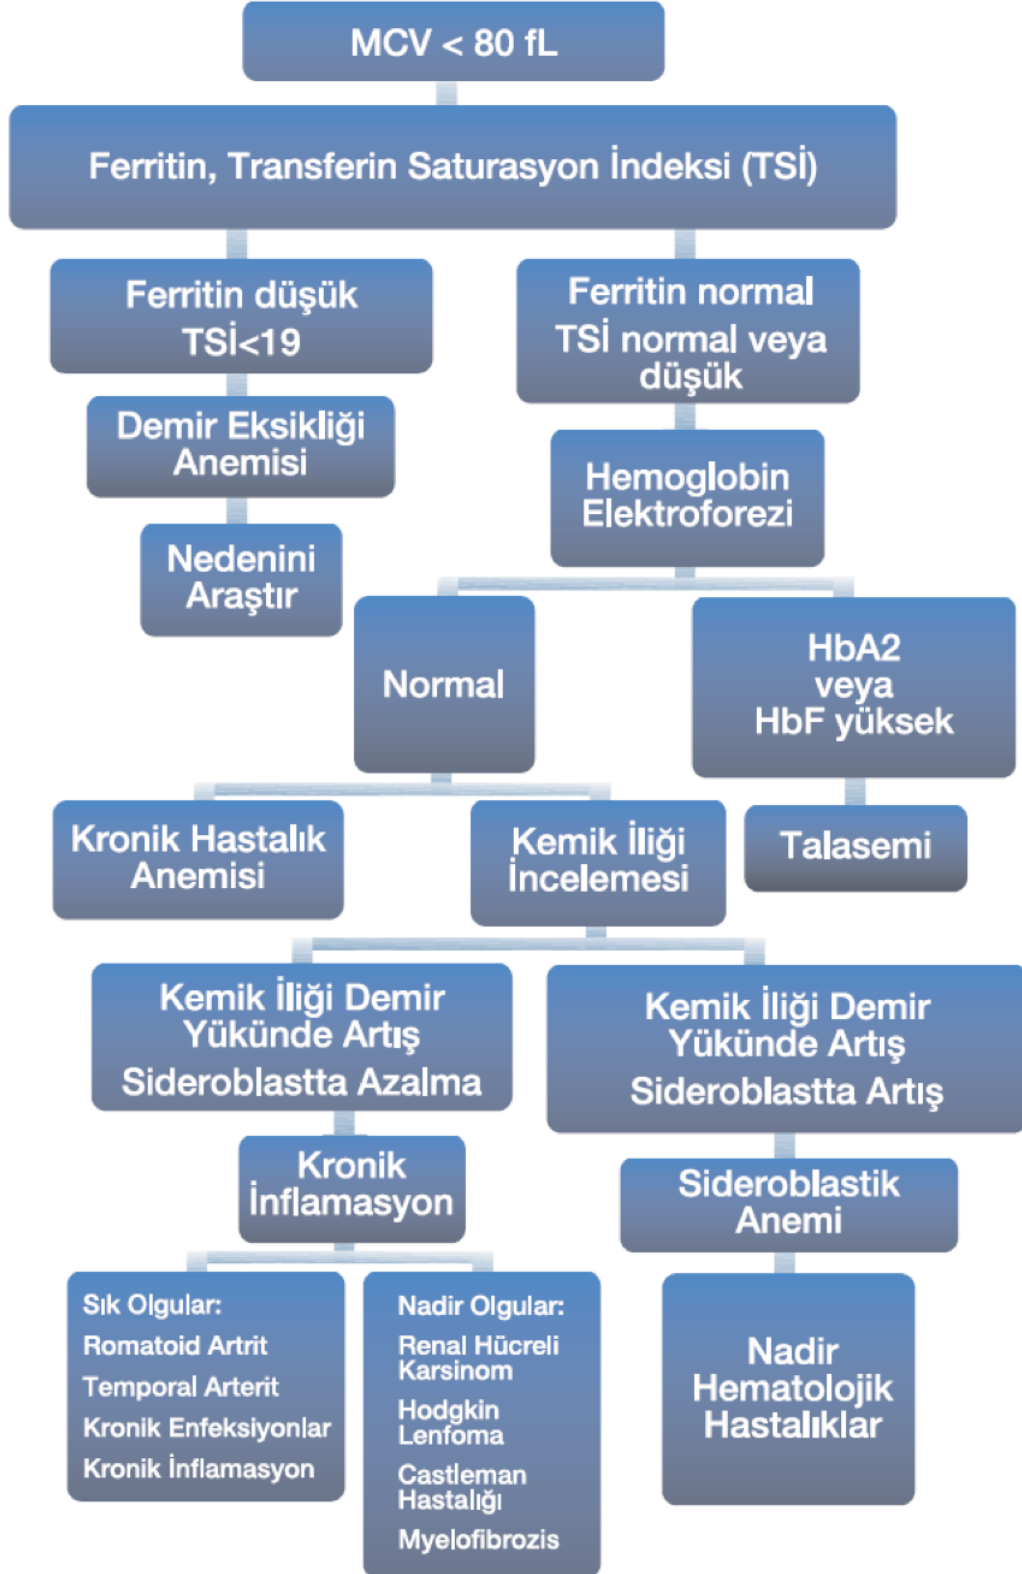 MCV < 80 fL
Ferritin, Transferin Saturasyon İndeksi (TSİ)
Ferritin düşük
TSİ<19
Ferritin normal
TSİ normal veya
düşük
Demir Eksikliği
Anemisi
Hemoglobin
Elektroforezi
Nedenini
Araştır
Normal
HbA2
veya
HbF yüksek
Kronik Hastalık
Anemisi
Kemik İliği
İncelemesi
Talasemi
Kemik İliği Demir
Yükünde Artış
Sideroblastta Azalma
Kemik İliği Demir
Yükünde Artış
Sideroblastta Artış
Kronik
İnflamasyon
Sideroblastik
Anemi
Sık Olgular:
Romatoid Artrit
Temporal Arterit
Kronik Enfeksiyonlar
Kronik İnflamasyon
Nadir Olgular:
Renal Hücreli
Karsinom
Hodgkin
Lenfoma
Castleman
Hastalığı
Myelofibrozis
Nadir
Hematolojik
Hastalıklar